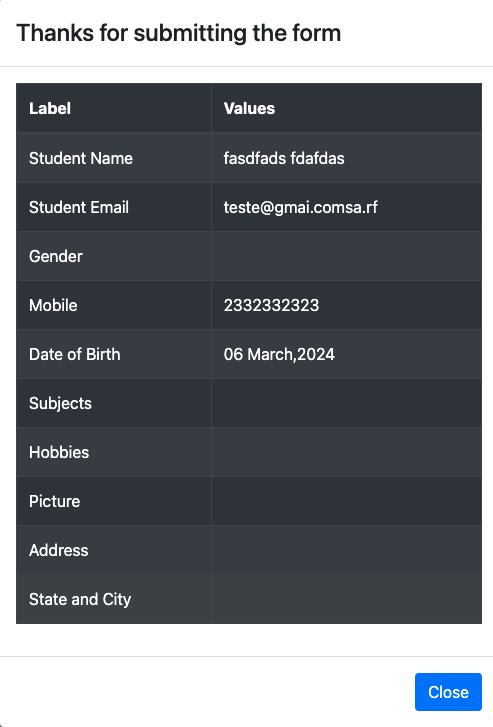 Thanks for submitting the form
Label Values
Student Name fasdfads fdafdas
Student Email teste@gmai.comsa.rf
Gender
Mobile 2332332323
Date of Birth 06 March,2024
Subjects
Hobbies
Picture
Address
State and City
Close